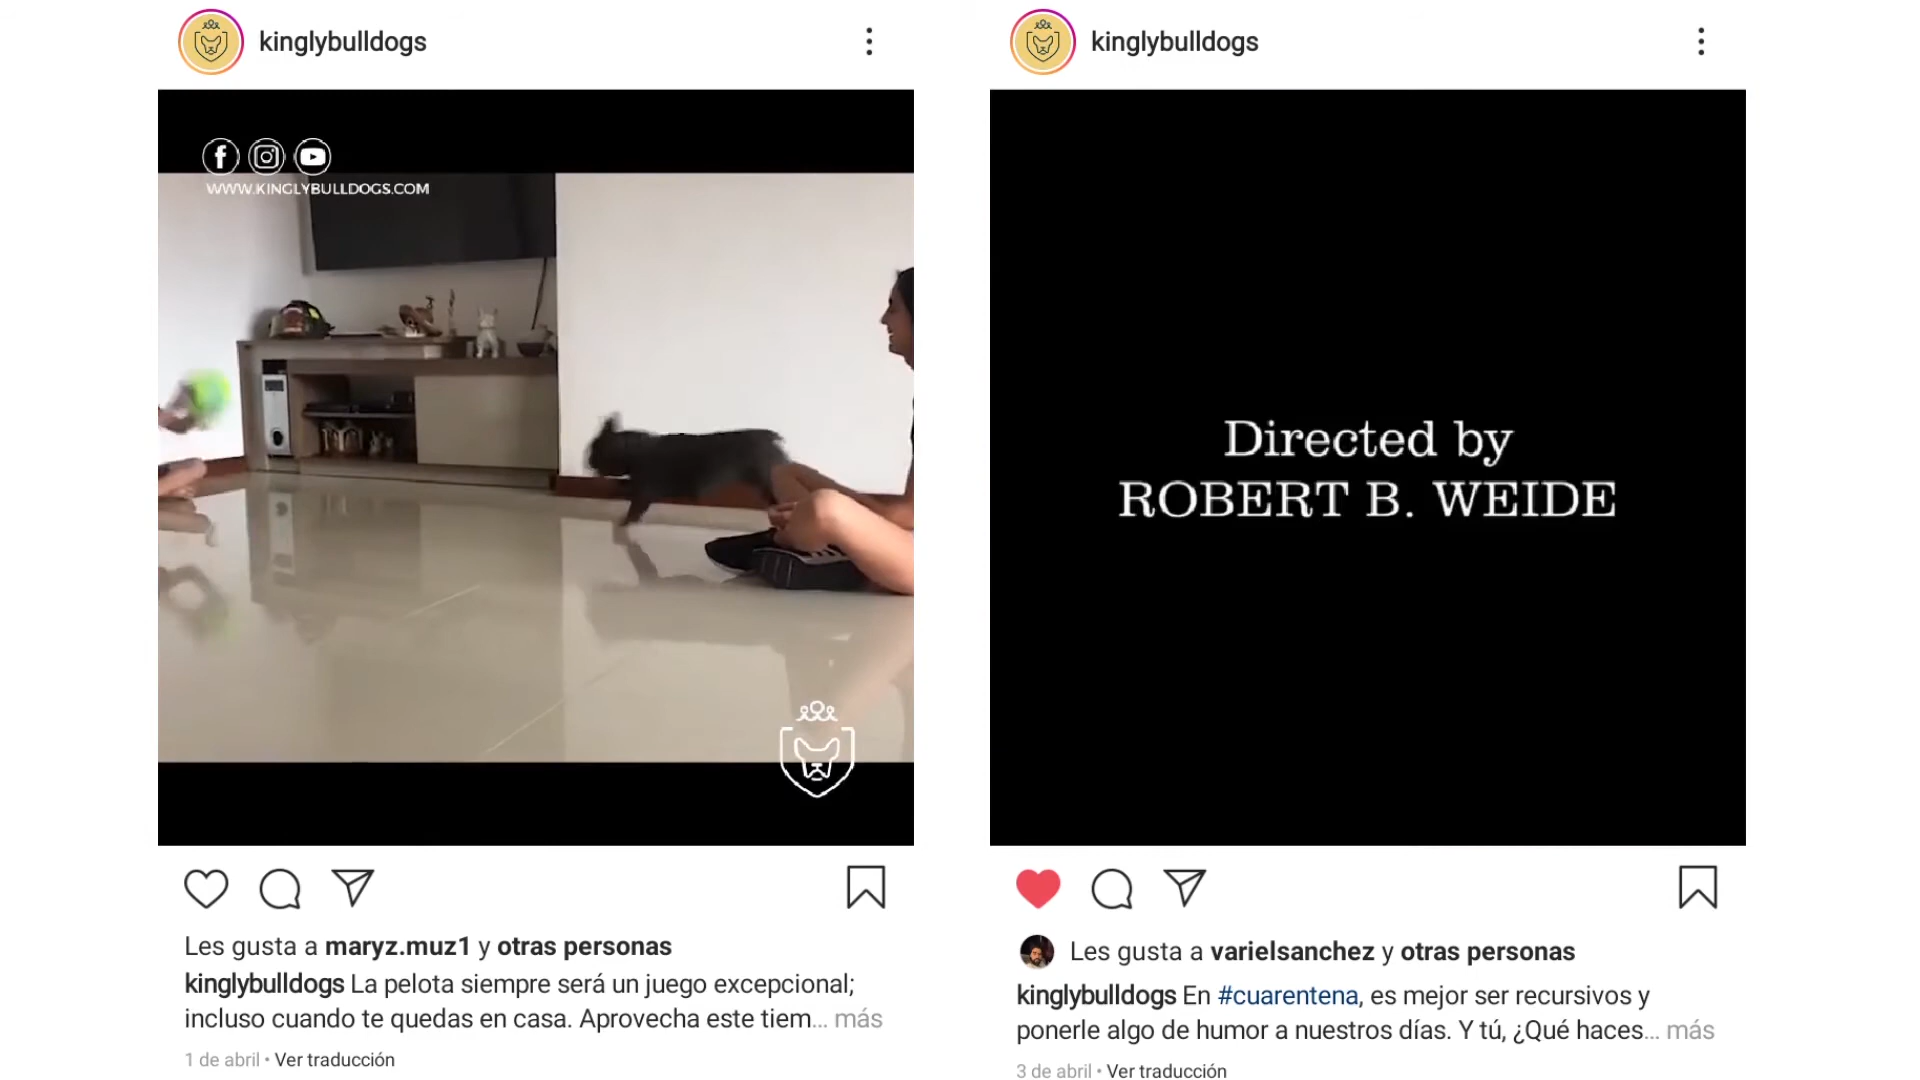 kinglybulldogs
WWW.KINGLYBULLDOGS.COM
Les gusta a maryz.muz1 y otras personas
kinglybulldogs La pelota siempre será un juego excepcional;
incluso cuando te quedas en casa. Aprovecha este tiem... más
1 de abril • Ver traducción
kinglybulldogs
Directed by
ROBERT B. WEIDE
Les gusta a varielsanchez y otras personas
kinglybulldogs En #cuarentena, es mejor ser recursivos y
ponerle algo de humor a nuestros días. Y tú, ¿Qué haces... más
3 de abril • Ver traducción